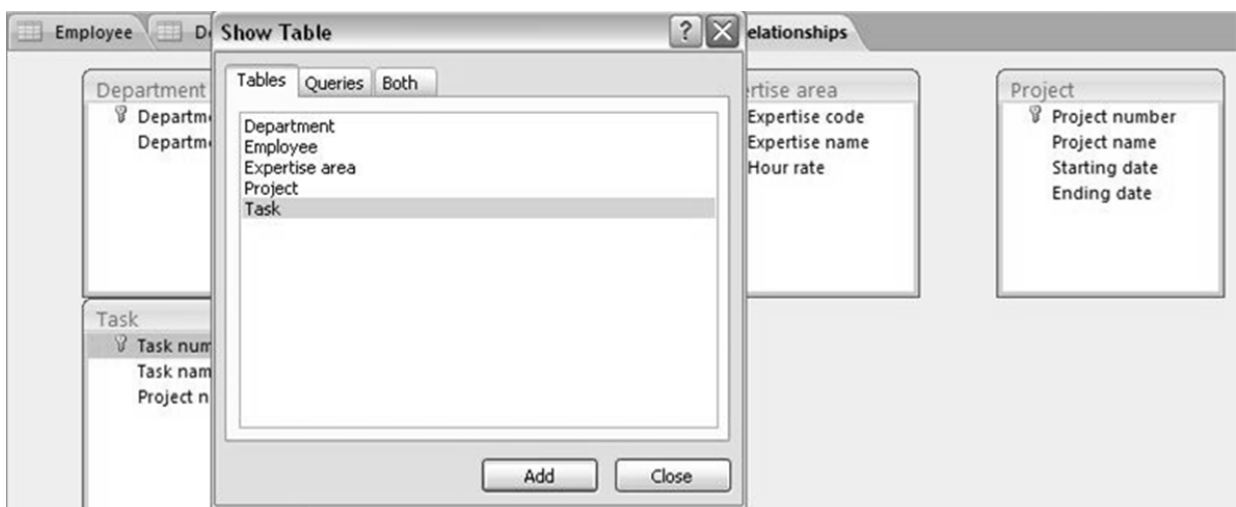 Employee
D
Show Table
?
elationships
Tables
Queries
Both
Department
Employee
Expertise area
Project
Task
Add
Close
Department
Departm
Departm
rtise area
Expertise code
Expertise name
Hour rate
Project
Project number
Project name
Starting date
Ending date
Task
Task num
Task nam
Project n